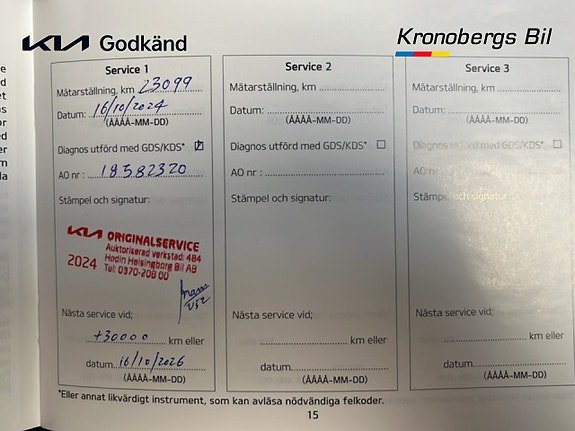 KIA Godkänd
Kronobergs Bil
Service 1
Mätarställning, km 23099
Datum: 16/10/2024
(ÅÅÅÅ-MM-DD)
Diagnos utförd med GDS/KDS*
AO nr : 18582320
Stämpel och signatur:
KIA ORIGINALSERVICE
Auktoriserad verkstad: 484
2024 Hedin Helsingborg Bil AB
Tel: 0370-208 00
Nästa service vid;
+30000 km eller
datum. 16/10/2026
(ÅÅÅÅ-MM-DD)
Service 2
Mätarställning, km
Datum:
(ÅÅÅÅ-MM-DD)
Diagnos utförd med GDS/KDS*
AO nr :
Stämpel och signatur:
Nästa service vid;
km eller
datum.
(ÅÅÅÅ-MM-DD)
Service 3
Mätarställning, km
Datum:
(ÅÅÅÅ-MM-DD)
Diagnos utförd med GDS/KDS*
AO nr :
Stämpel och signatur:
Nästa service vid;
km eller
datum.
(ÅÅÅÅ-MM-DD)
*Eller annat likvärdigt instrument, som kan avläsa nödvändiga felkoder.
15